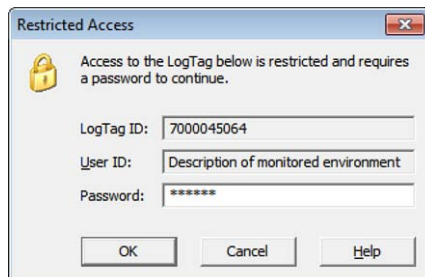 Restricted Access
Access to the LogTag below is restricted and requires
a password to continue.
LogTag ID: 7000045064
User ID: Description of monitored environment
Password: ******
OK Cancel Help